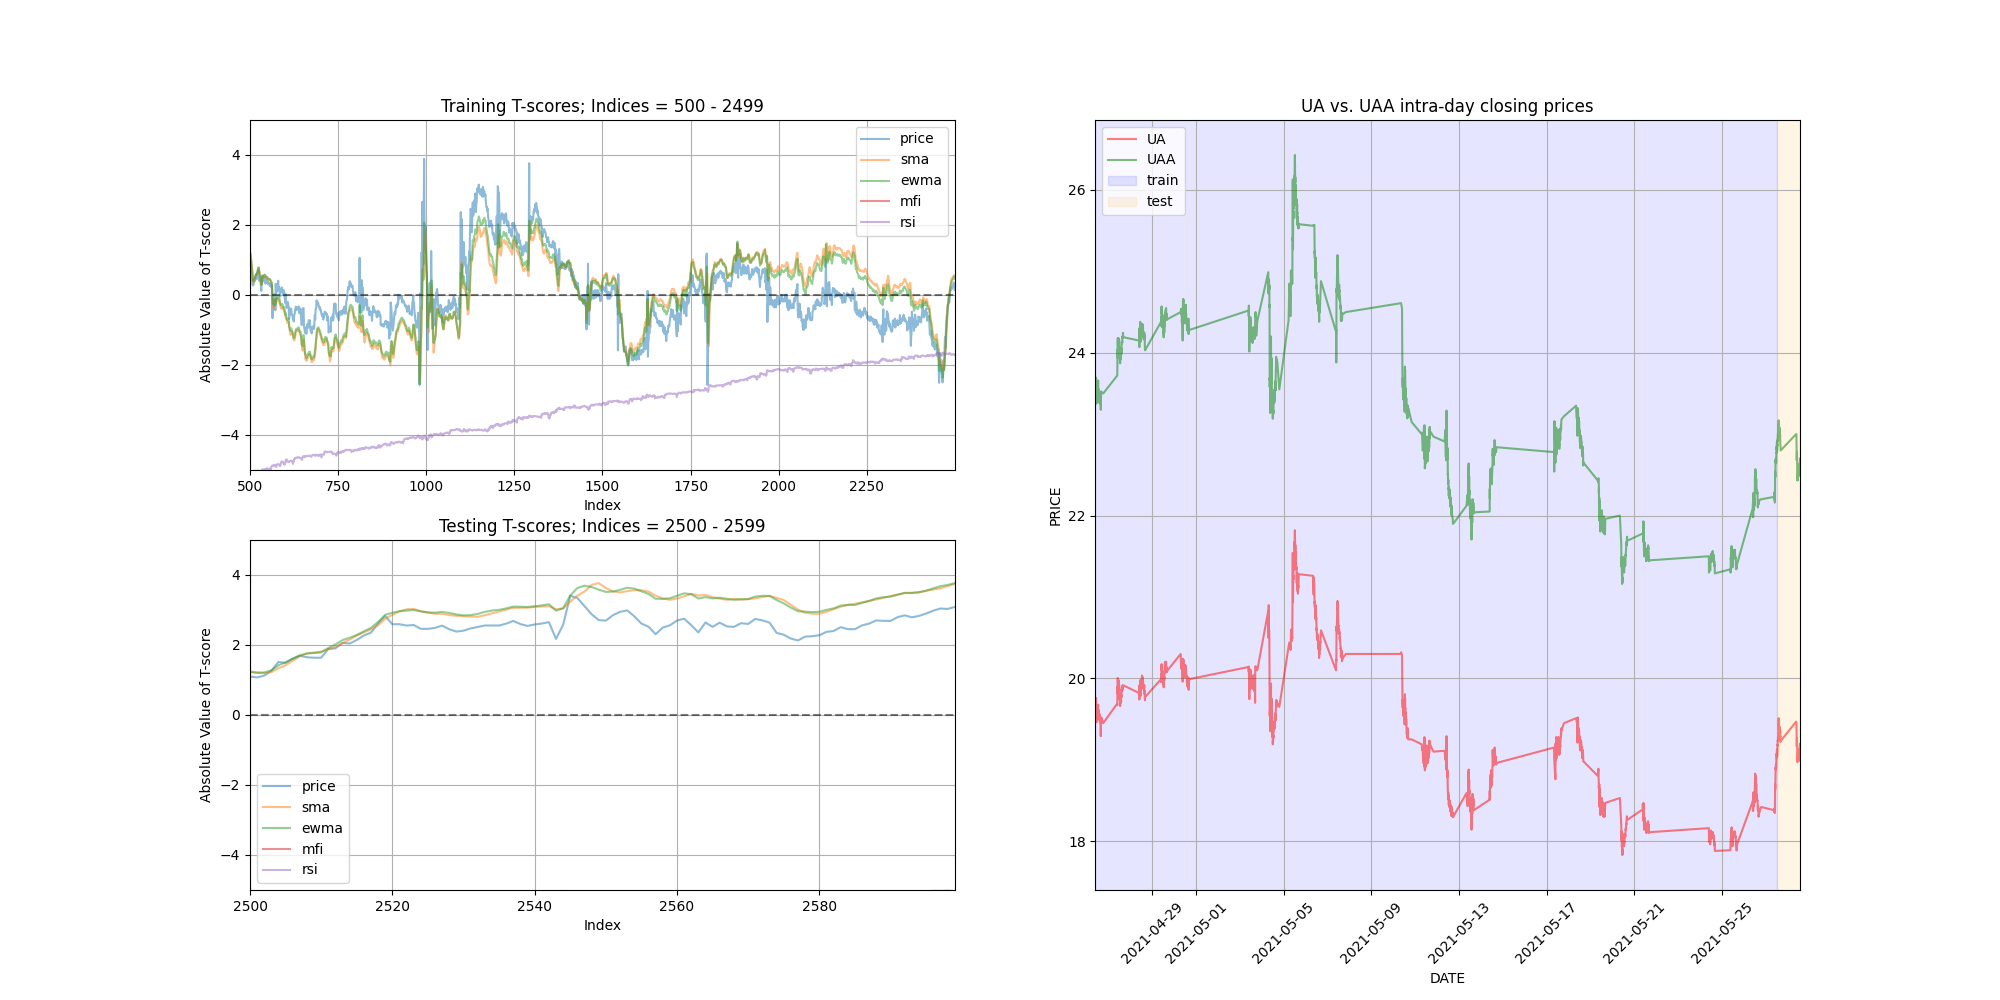 Training T-scores; Indices = 500 - 2499
Absolute Value of T-score
4
2
0
−2
−4
price
sma
ewma
mfi
rsi
500 750 1000 1250 1500 1750 2000 2250
Index
Testing T-scores; Indices = 2500 - 2599
Absolute Value of T-score
4
2
0
−2
−4
price
sma
ewma
mfi
rsi
2500 2520 2540 2560 2580
Index
UA vs. UAA intra-day closing prices
UA
UAA
train
test
PRICE
26
24
22
20
18
2021-04-29 2021-05-01 2021-05-05 2021-05-09 2021-05-13 2021-05-17 2021-05-21 2021-05-25
DATE